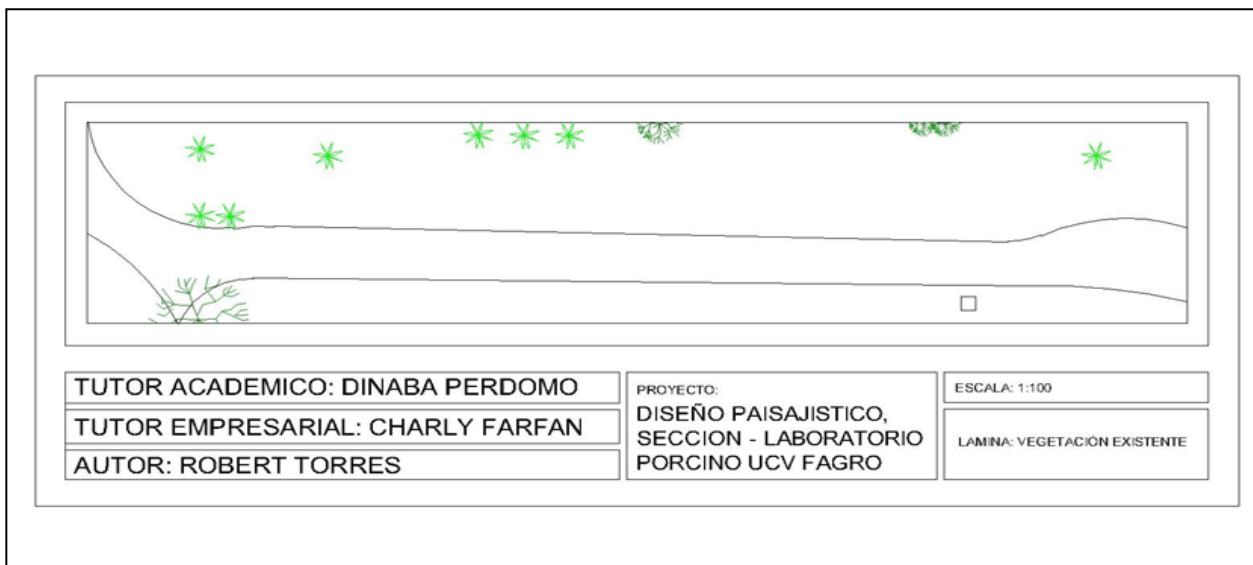 TUTOR ACADEMICO: DINABA PERDOMO
TUTOR EMPRESARIAL: CHARLY FARFAN
AUTOR: ROBERT TORRES
PROYECTO:
DISEÑO PAISAJISTICO,
SECCION - LABORATORIO
PORCINO UCV FAGRO
ESCALA: 1:100
LAMINA: VEGETACIÓN EXISTENTE